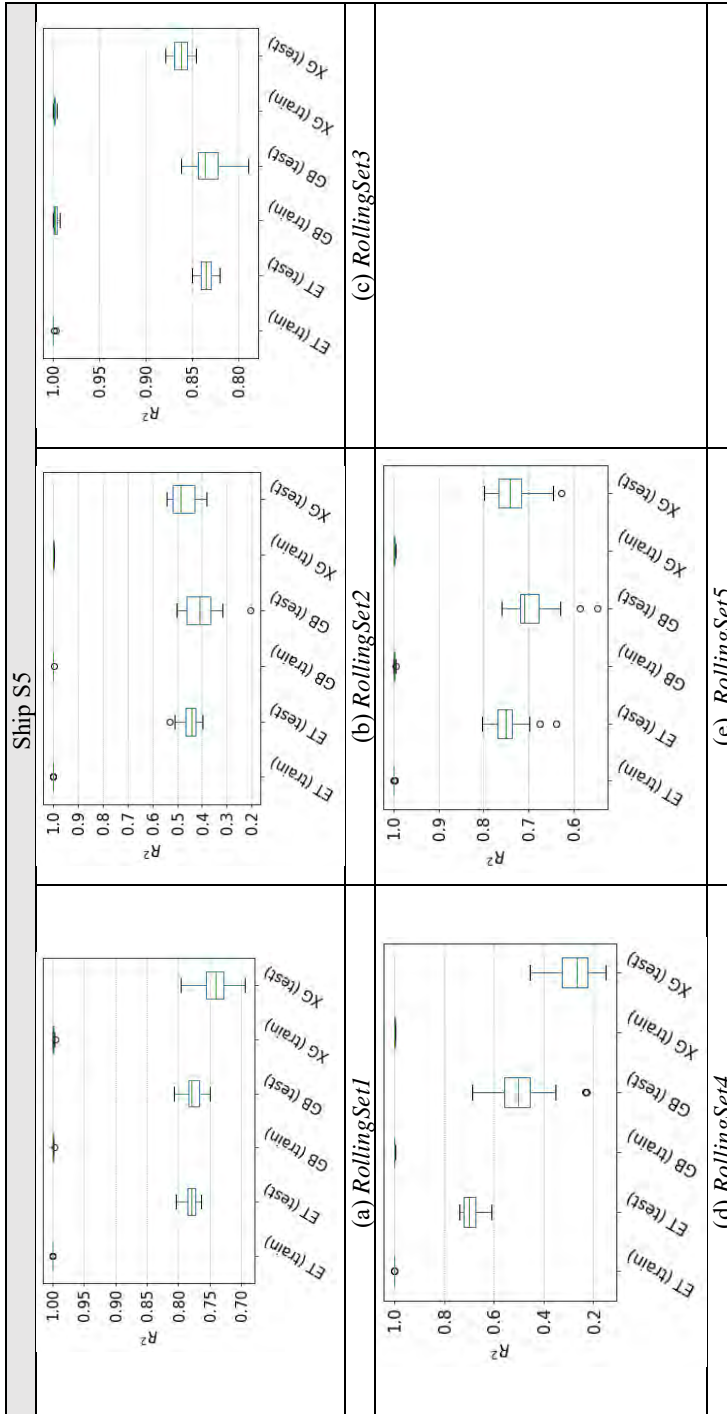 Ship S5
1.00
0.95
0.90
0.85
0.80
0.75
0.70
R²
ET (train)
ET (test)
GB (train)
GB (test)
XG (train)
XG (test)
(a) RollingSet1
1.0
0.9
0.8
0.7
0.6
0.5
0.4
0.3
0.2
R²
ET (train)
ET (test)
GB (train)
GB (test)
XG (train)
XG (test)
(b) RollingSet2
1.00
0.95
0.90
0.85
0.80
R²
ET (train)
ET (test)
GB (train)
GB (test)
XG (train)
XG (test)
(c) RollingSet3
1.0
0.8
0.6
0.4
0.2
R²
ET (train)
ET (test)
GB (train)
GB (test)
XG (train)
XG (test)
(d) RollingSet4
1.0
0.9
0.8
0.7
0.6
R²
ET (train)
ET (test)
GB (train)
GB (test)
XG (train)
XG (test)
(e) RollingSet5